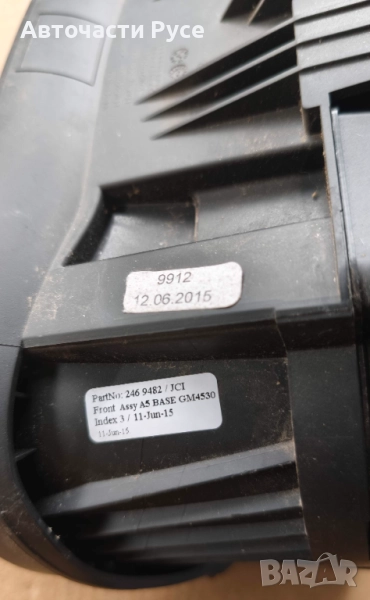 Авточасти Русе
9912
12.06.2015
PartNo: 246 9482 / JCI
Front Assy A5 BASE GM4530
Index 3 / 11-Jun-15
11-Jun-15
BAZAR